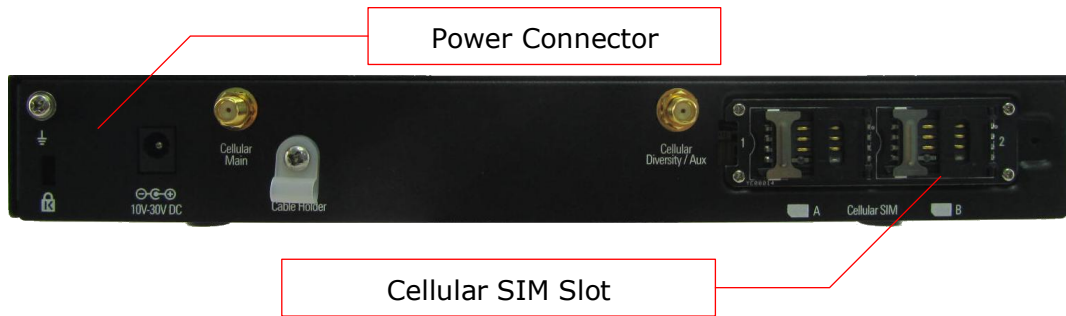 Power Connector
Cellular
Main
Cellular
Diversity / Aux
1
2
10V-30V DC
Cable Holder
A
Cellular SIM
B
Cellular SIM Slot